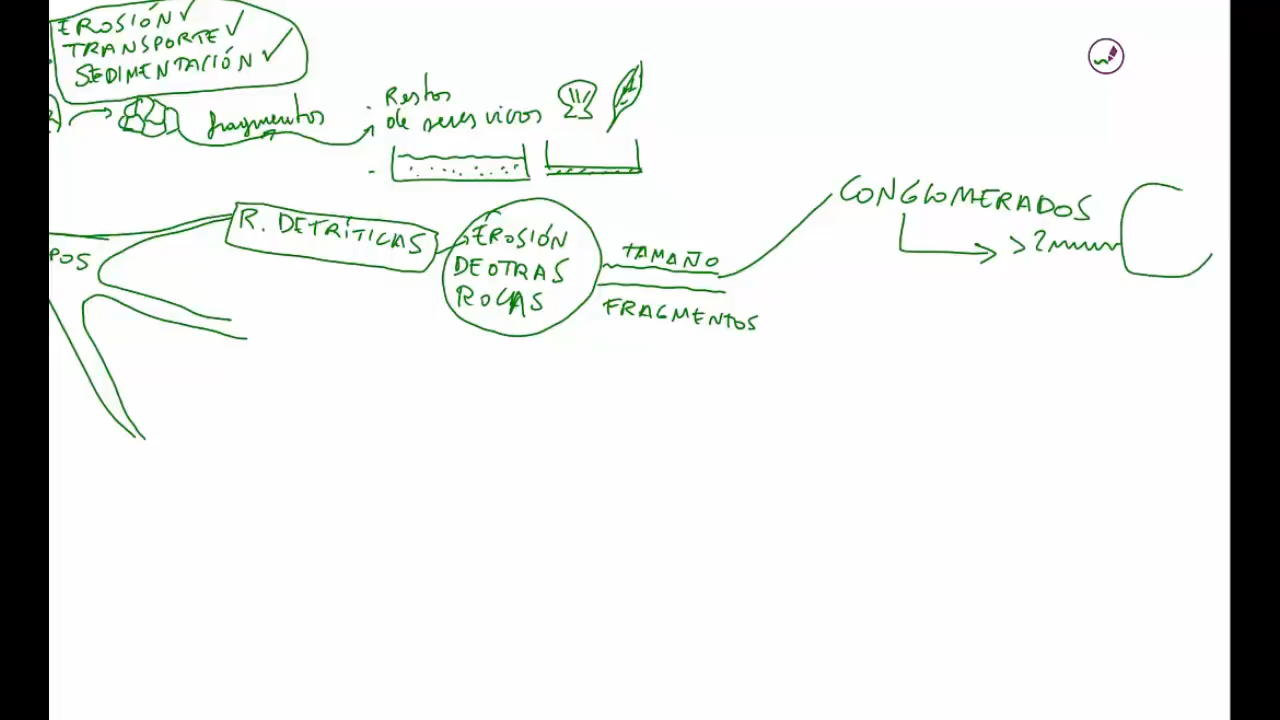 EROSIÓN ✓
TRANSPORTE ✓
SEDIMENTACIÓN ✓
fragmentos
Restos
de seres vivos
R. DETRÍTICAS
EROSIÓN
DE OTRAS
ROCAS
TAMAÑO
FRAGMENTOS
CONGLOMERADOS
> 2mm
POS